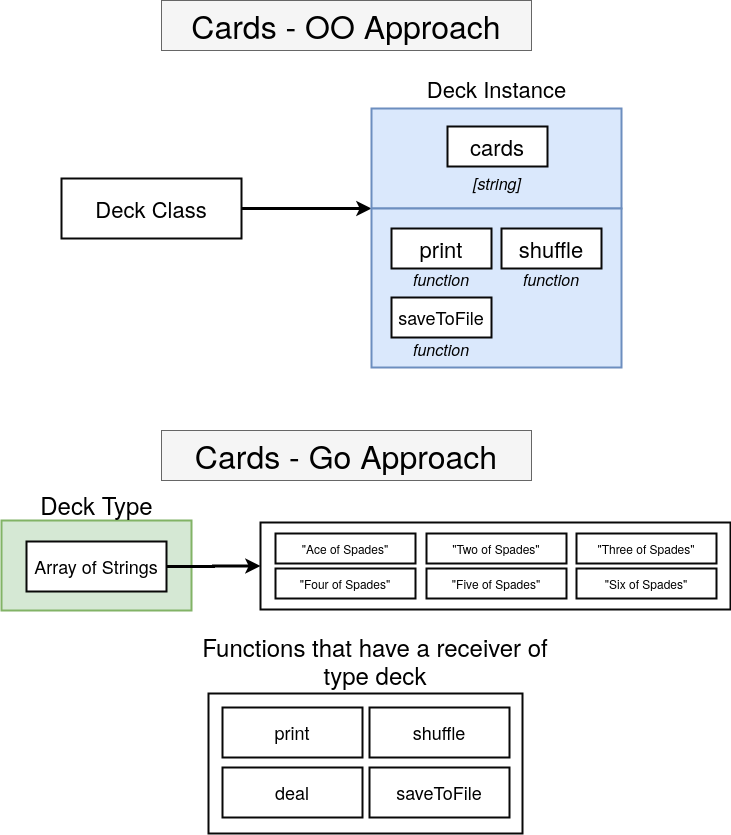 Cards - OO Approach
Deck Instance
cards
[string]
Deck Class
print
shuffle
function
function
saveToFile
function
Cards - Go Approach
Deck Type
Array of Strings
"Ace of Spades"
"Two of Spades"
"Three of Spades"
"Four of Spades"
"Five of Spades"
"Six of Spades"
Functions that have a receiver of
type deck
print
shuffle
deal
saveToFile